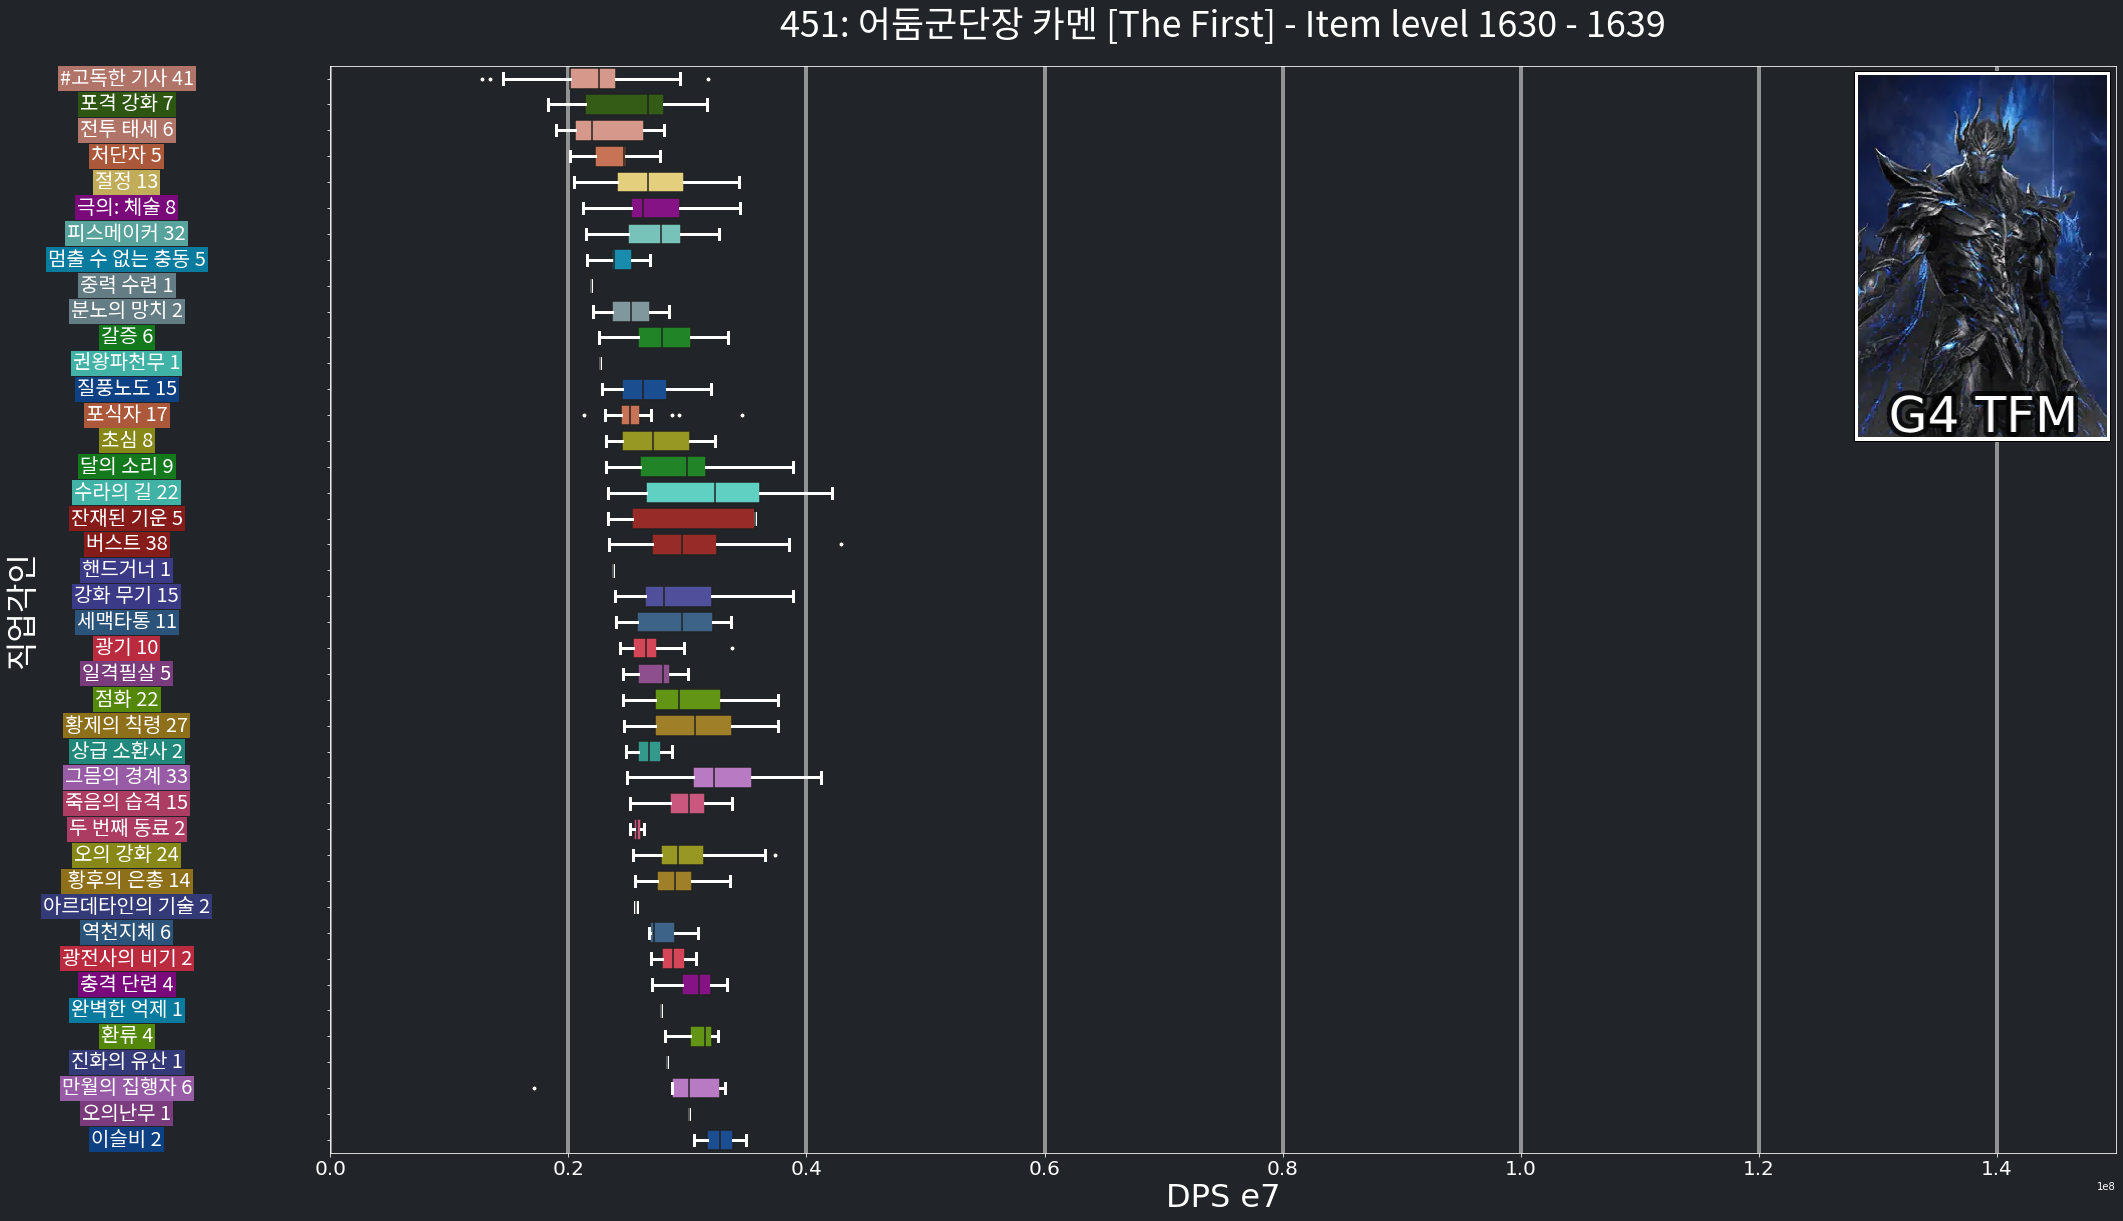 451: 어둠군단장 카멘 [The First] - Item level 1630 - 1639
#고독한 기사 41
포격 강화 7
전투 태세 6
처단자 5
절정 13
극의: 체술 8
피스메이커 32
멈출 수 없는 충동 5
중력 수련 1
분노의 망치 2
갈증 6
권왕파천무 1
질풍노도 15
포식자 17
초심 8
달의 소리 9
수라의 길 22
잔재된 기운 5
버스트 38
핸드거너 1
강화 무기 15
세맥타통 11
광기 10
일격필살 5
점화 22
황제의 칙령 27
상급 소환사 2
그믐의 경계 33
죽음의 습격 15
두 번째 동료 2
오의 강화 24
황후의 은총 14
아르데타인의 기술 2
역천지체 6
광전사의 비기 2
충격 단련 4
완벽한 억제 1
환류 4
진화의 유산 1
만월의 집행자 6
오의난무 1
이슬비 2
직업각인
G4 TFM
0.0 0.2 0.4 0.6 0.8 1.0 1.2 1.4
1e8
DPS e7